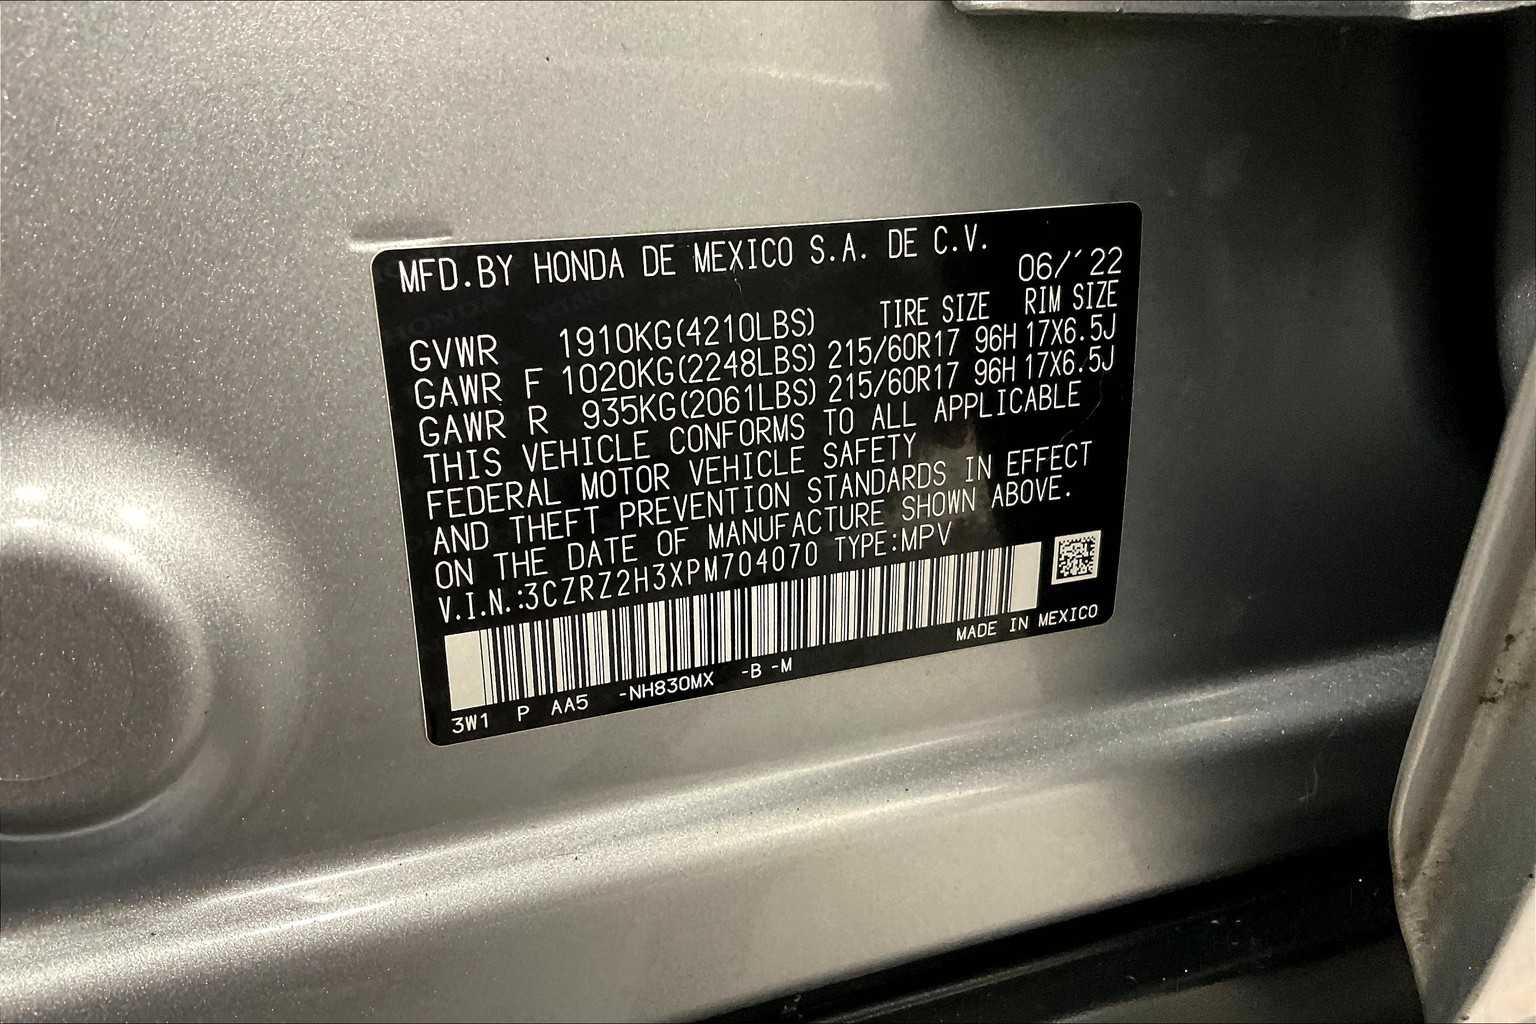 MFD.BY HONDA DE MEXICO S.A. DE C.V.
06/'22
TIRE SIZE RIM SIZE
GVWR 1910KG(4210LBS)
GAWR F 1020KG(2248LBS) 215/60R17 96H 17X6.5J
GAWR R 935KG(2061LBS) 215/60R17 96H 17X6.5J
THIS VEHICLE CONFORMS TO ALL APPLICABLE
FEDERAL MOTOR VEHICLE SAFETY
AND THEFT PREVENTION STANDARDS IN EFFECT
ON THE DATE OF MANUFACTURE SHOWN ABOVE.
V.I.N.:3CZRZ2H3XPM704070 TYPE:MPV
MADE IN MEXICO
3W1 P AA5 -NH830MX -B -M